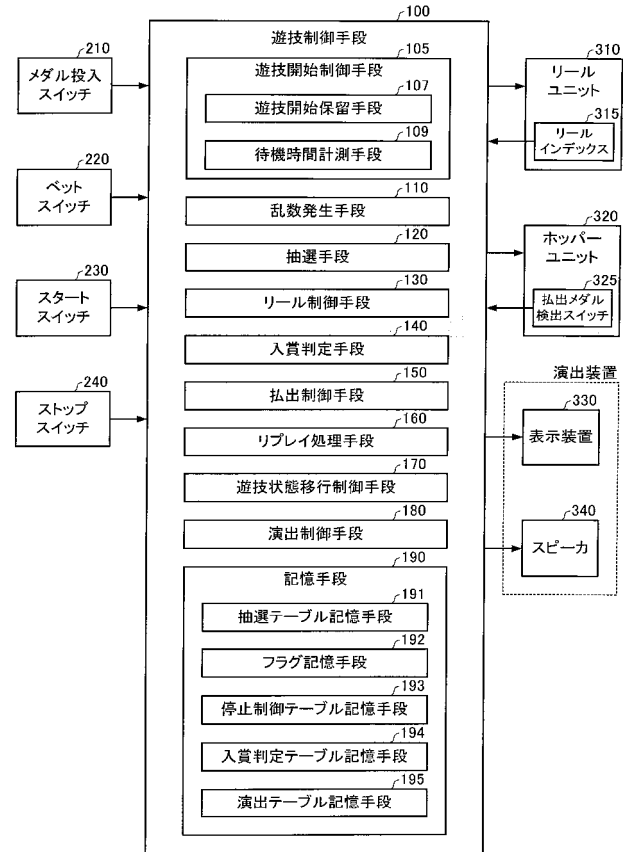 100
遊技制御手段
210
メダル投入
スイッチ
220
ベット
スイッチ
230
スタート
スイッチ
240
ストップ
スイッチ
105
遊技開始制御手段
107
遊技開始保留手段
109
待機時間計測手段
110
乱数発生手段
120
抽選手段
130
リール制御手段
140
入賞判定手段
150
払出制御手段
160
リプレイ処理手段
170
遊技状態移行制御手段
180
演出制御手段
190
記憶手段
191
抽選テーブル記憶手段
192
フラグ記憶手段
193
停止制御テーブル記憶手段
194
入賞判定テーブル記憶手段
195
演出テーブル記憶手段
310
リール
ユニット
315
リール
インデックス
320
ホッパー
ユニット
325
払出メダル
検出スイッチ
演出装置
330
表示装置
340
スピーカ